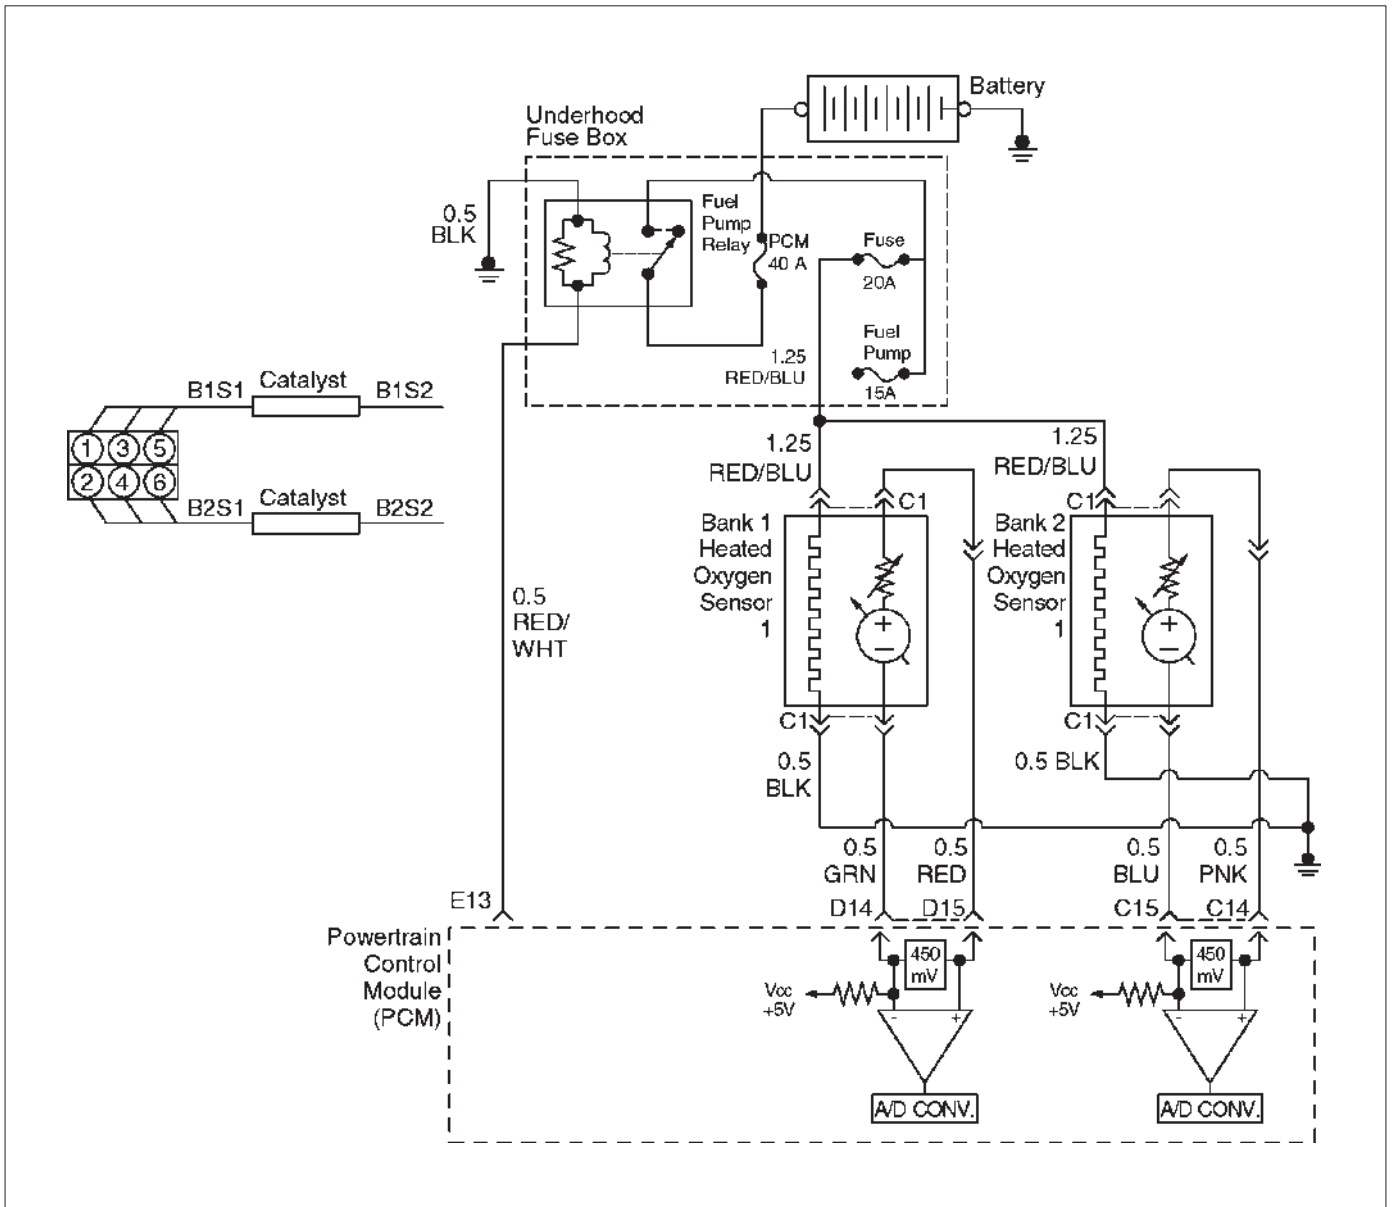 Battery
Underhood
Fuse Box
0.5
BLK
Fuel
Pump
Relay
PCM
40 A
Fuse
20A
Fuel
Pump
15A
1.25
RED/BLU
B1S1
Catalyst
B1S2
1 3 5
2 4 6
B2S1
Catalyst
B2S2
1.25
RED/BLU
1.25
RED/BLU
C1
C1
Bank 1
Heated
Oxygen
Sensor
1
+
−
Bank 2
Heated
Oxygen
Sensor
1
+
−
0.5
RED/
WHT
C1
C1
0.5
BLK
0.5 BLK
0.5
GRN
0.5
RED
0.5
BLU
0.5
PNK
E13
D14
D15
C15
C14
Powertrain
Control
Module
(PCM)
450
mV
Vcc
+5V
- +
A/D CONV.
450
mV
Vcc
+5V
- +
A/D CONV.